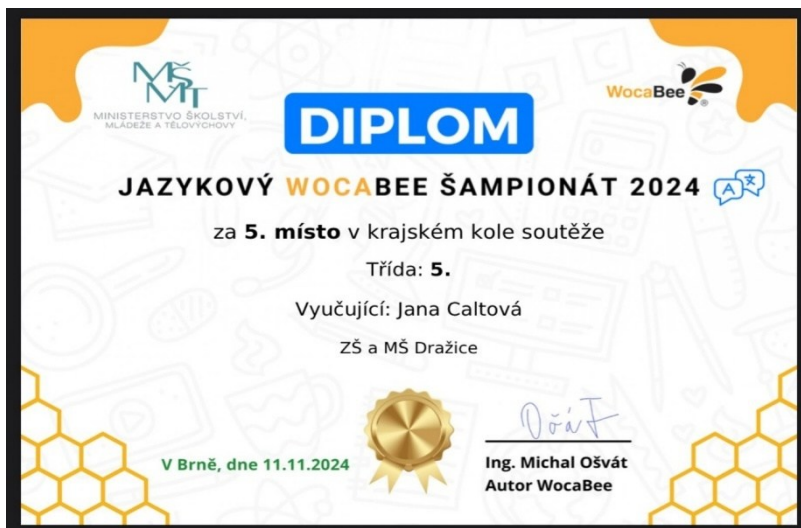 MŠMT
MINISTERSTVO ŠKOLSTVÍ,
MLÁDEŽE A TĚLOVÝCHOVY
WocaBee
DIPLOM
JAZYKOVÝ WOCABEE ŠAMPIONÁT 2024
za 5. místo v krajském kole soutěže
Třída: 5.
Vyučující: Jana Caltová
ZŠ a MŠ Dražice
V Brně, dne 11.11.2024
Ing. Michal Ošvát
Autor WocaBee